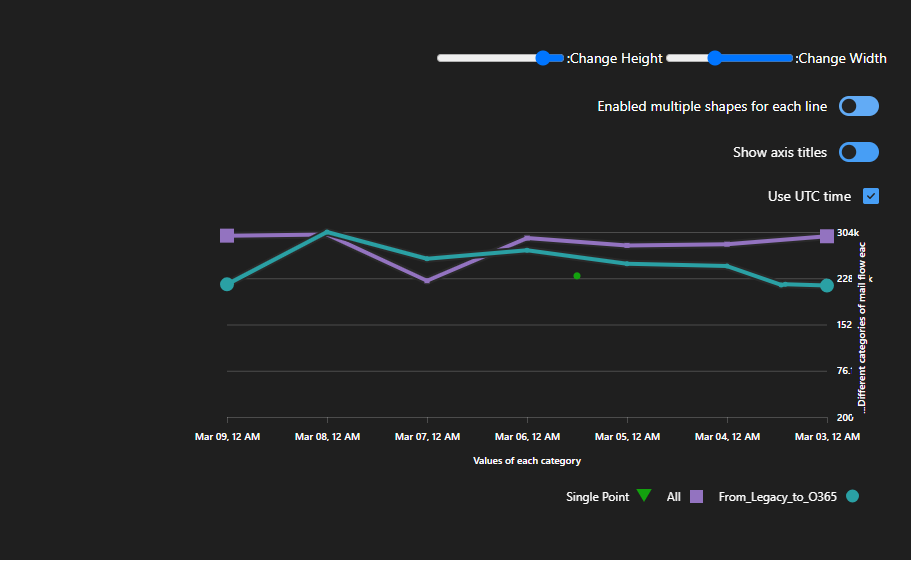 :Change Height :Change Width
Enabled multiple shapes for each line
Show axis titles
Use UTC time
304k
228
k
152
76.
200
...Different categories of mail flow eac
Mar 09, 12 AM Mar 08, 12 AM Mar 07, 12 AM Mar 06, 12 AM Mar 05, 12 AM Mar 04, 12 AM Mar 03, 12 AM
Values of each category
Single Point All From_Legacy_to_O365